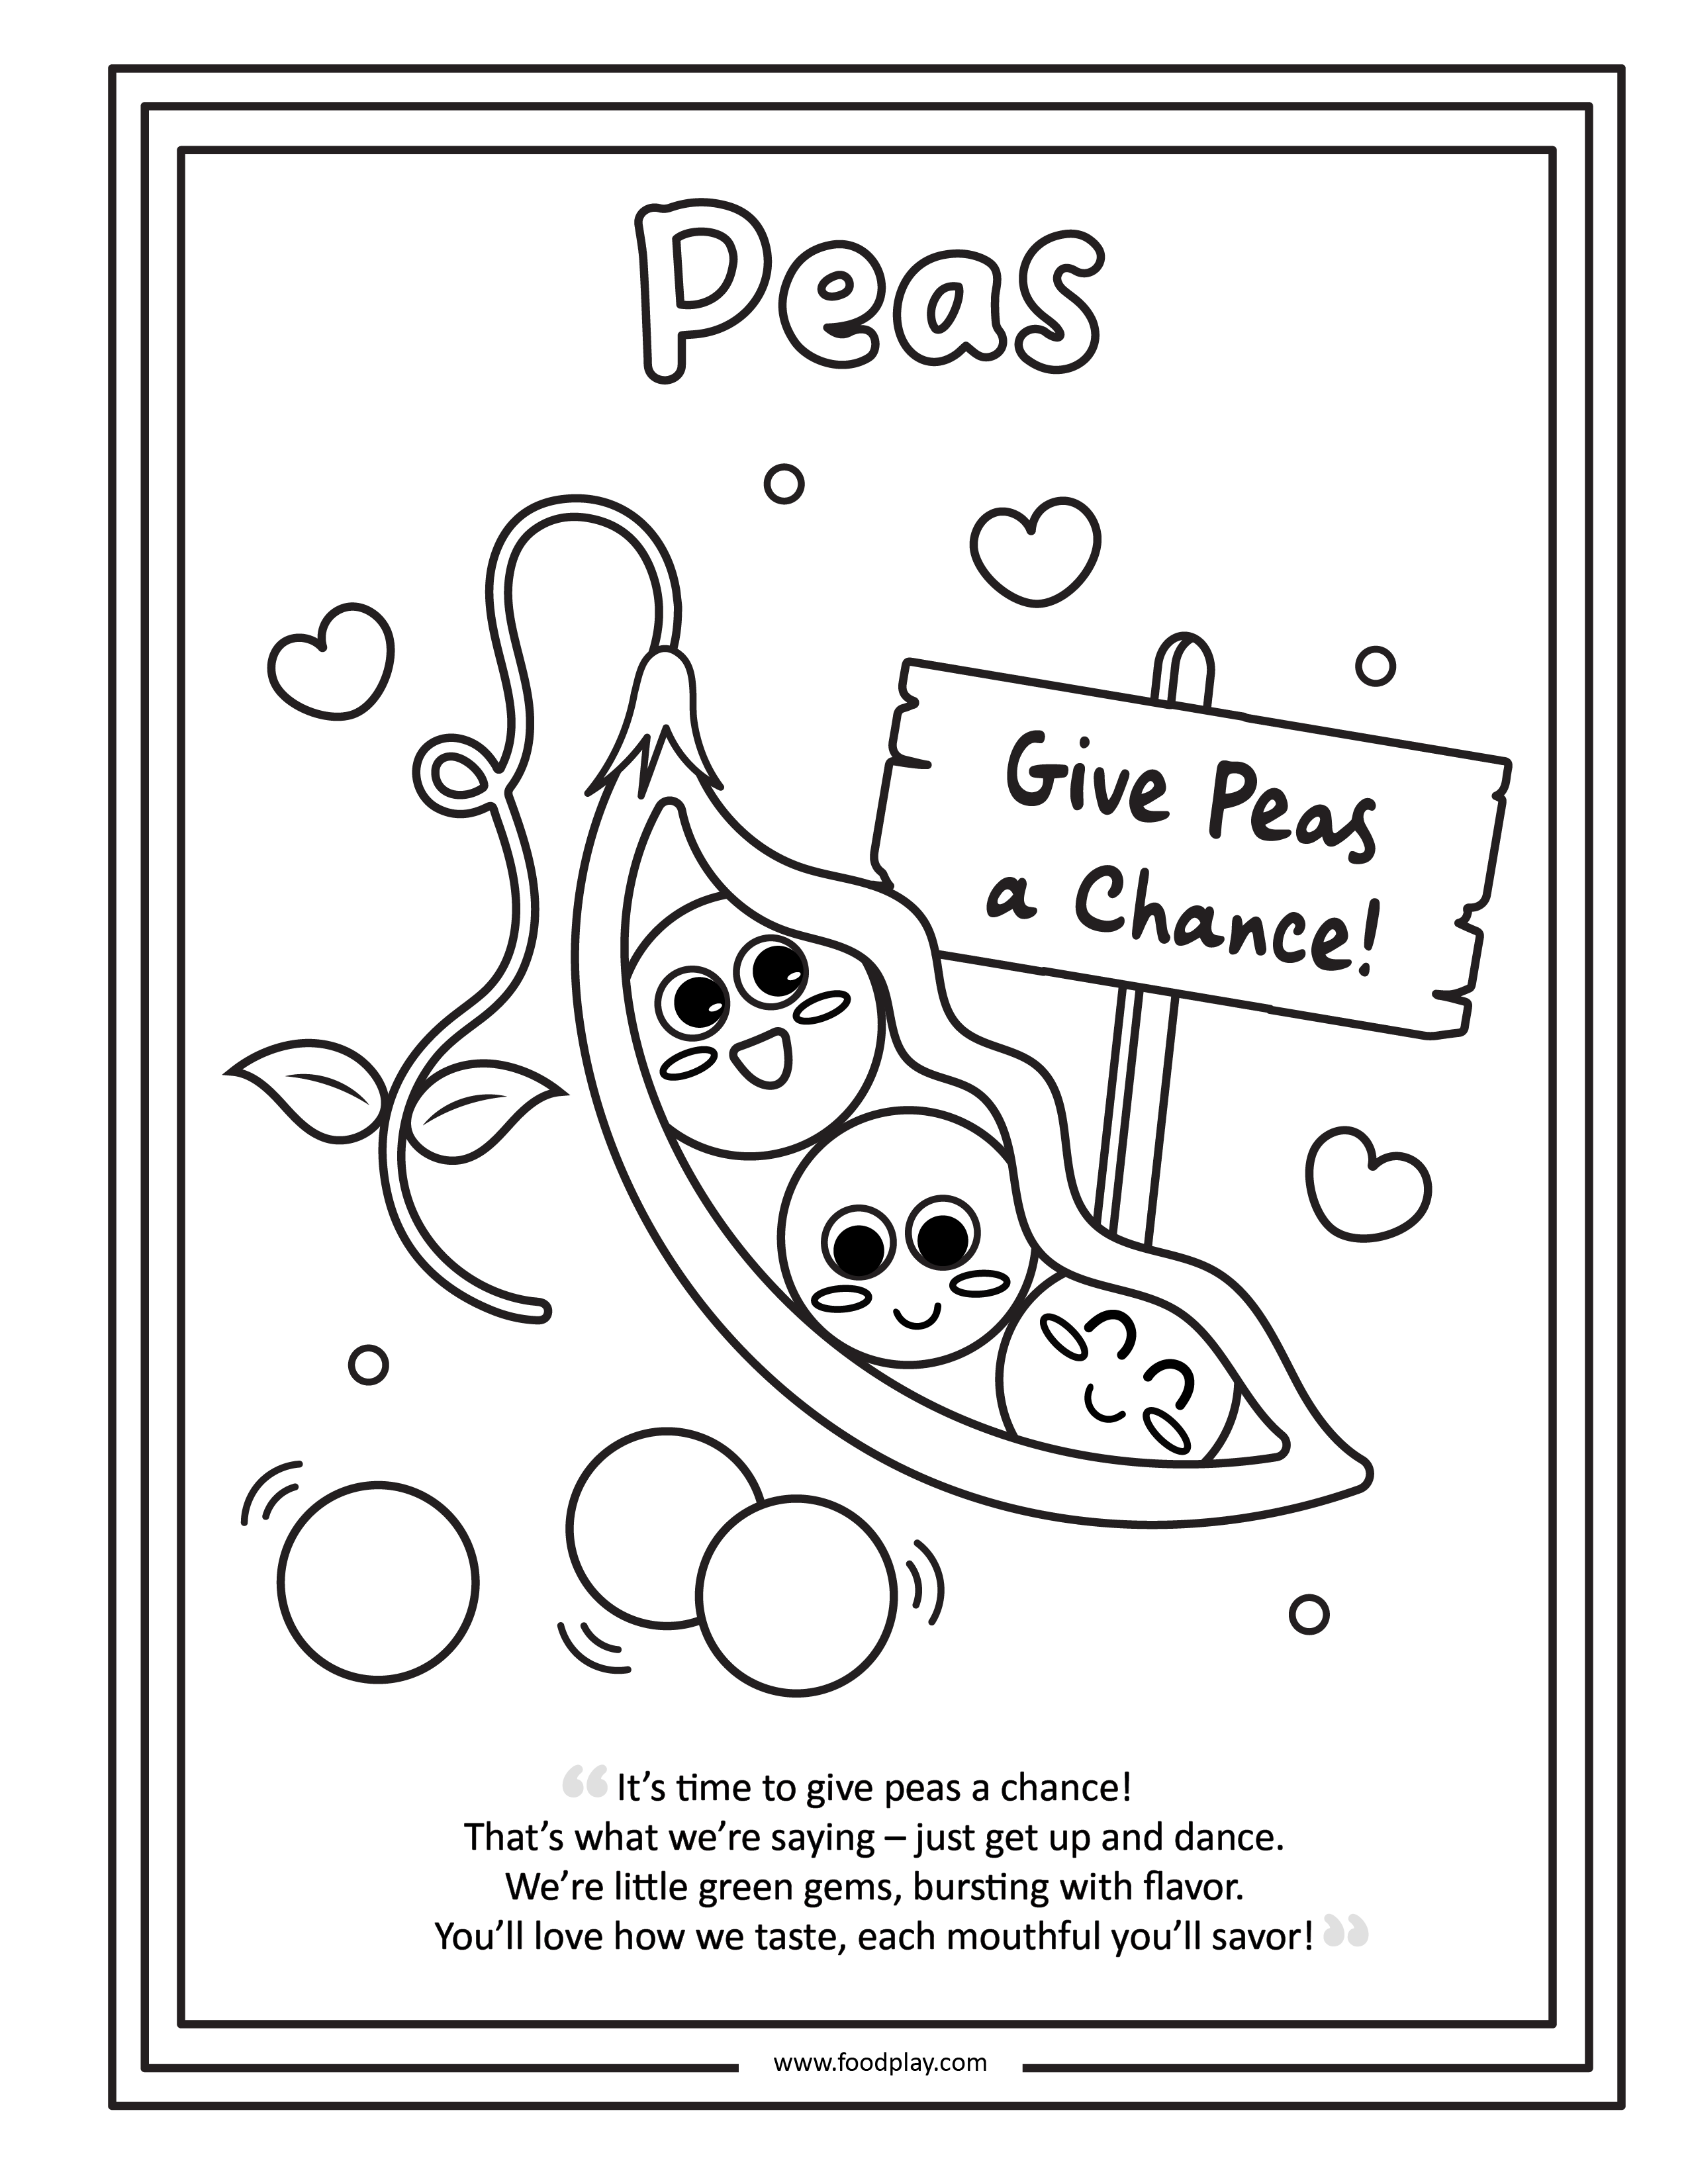 Peas
Give Peas
a Chance!
“It’s time to give peas a chance!
That’s what we’re saying – just get up and dance.
We’re little green gems, bursting with flavor.
You’ll love how we taste, each mouthful you’ll savor!”
www.foodplay.com